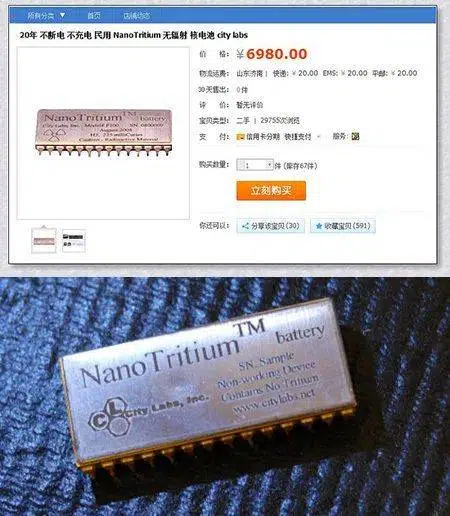 所有分类 ▼ 首页 店铺动态
20年 不断电 不充电 民用 NanoTritium 无辐射 核电池 city labs
价 格: ¥6980.00
物流运费: 山东济南| 快递: ¥20.00 EMS: ¥20.00 平邮: ¥20.00
30天售出: 0件
评 价: 暂无评价
宝贝类型: 二手 | 29755次浏览
支 付: 信用卡分期 快捷支付 服务:
购买数量: 1 件 (库存67件)
立刻购买
你还可以: 分享该宝贝(30) 收藏宝贝(591)
NanoTritium™
battery
City Labs, Inc. Model# P100 SN. 0800000
August 2008
H3, 225 milliCuries
Caution - Radioactive Material
NanoTritium™ battery
SN. Sample
Non-working Device
Contains No Tritium
www.citylabs.net
CL City Labs, Inc.